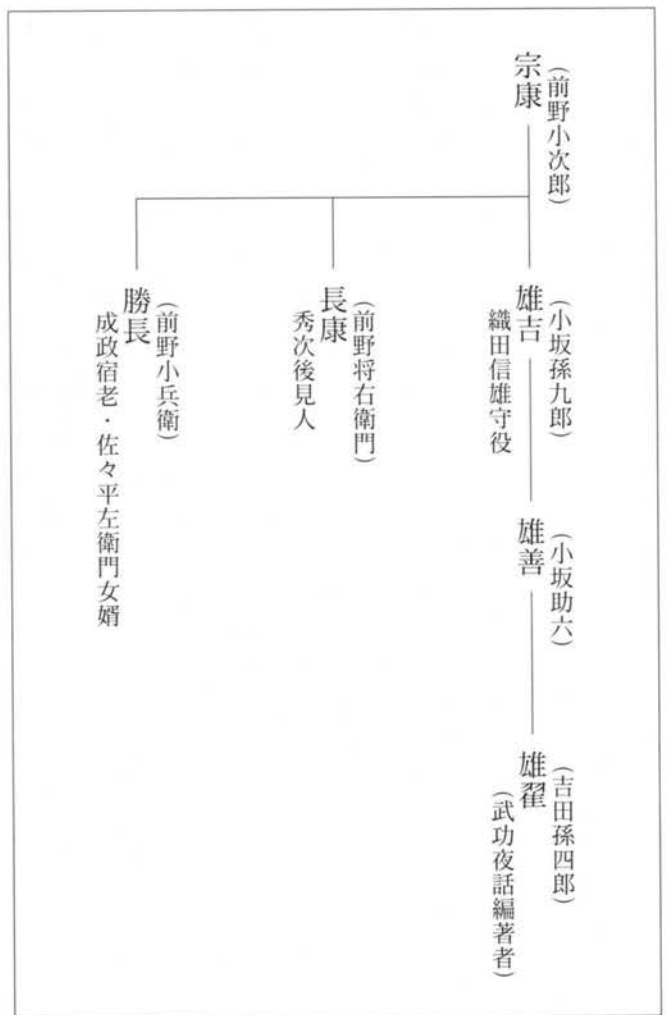 (前野小次郎)
宗康
(小坂孫九郎)
雄吉
織田信雄守役
(小坂助六)
雄善
(吉田孫四郎)
雄翟
(武功夜話編著者)
(前野将右衛門)
長康
秀次後見人
(前野小兵衛)
勝長
成政宿老・佐々平左衛門女婿